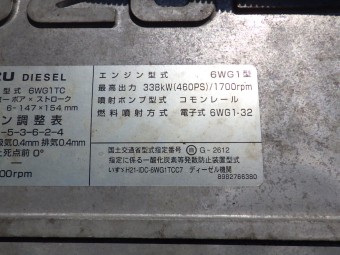 ZU DIESEL
型式 6WG1TC
ボア×ストローク
6-147×154mm
ン調整表
-5-3-6-2-4
気0.4mm 排気0.4mm
上死点前 0°
00rpm
エンジン型式 6WG1型
最高出力 338kW(460PS)/1700rpm
噴射ポンプ型式 コモンレール
燃料噴射方式 電子式 6WG1-32
国土交通省型式指定番号 G-2612
指定に係る一酸化炭素等発散防止装置型式
いすゞ H21-IDC-6WG1TCC7 ディーゼル機関
8982766380